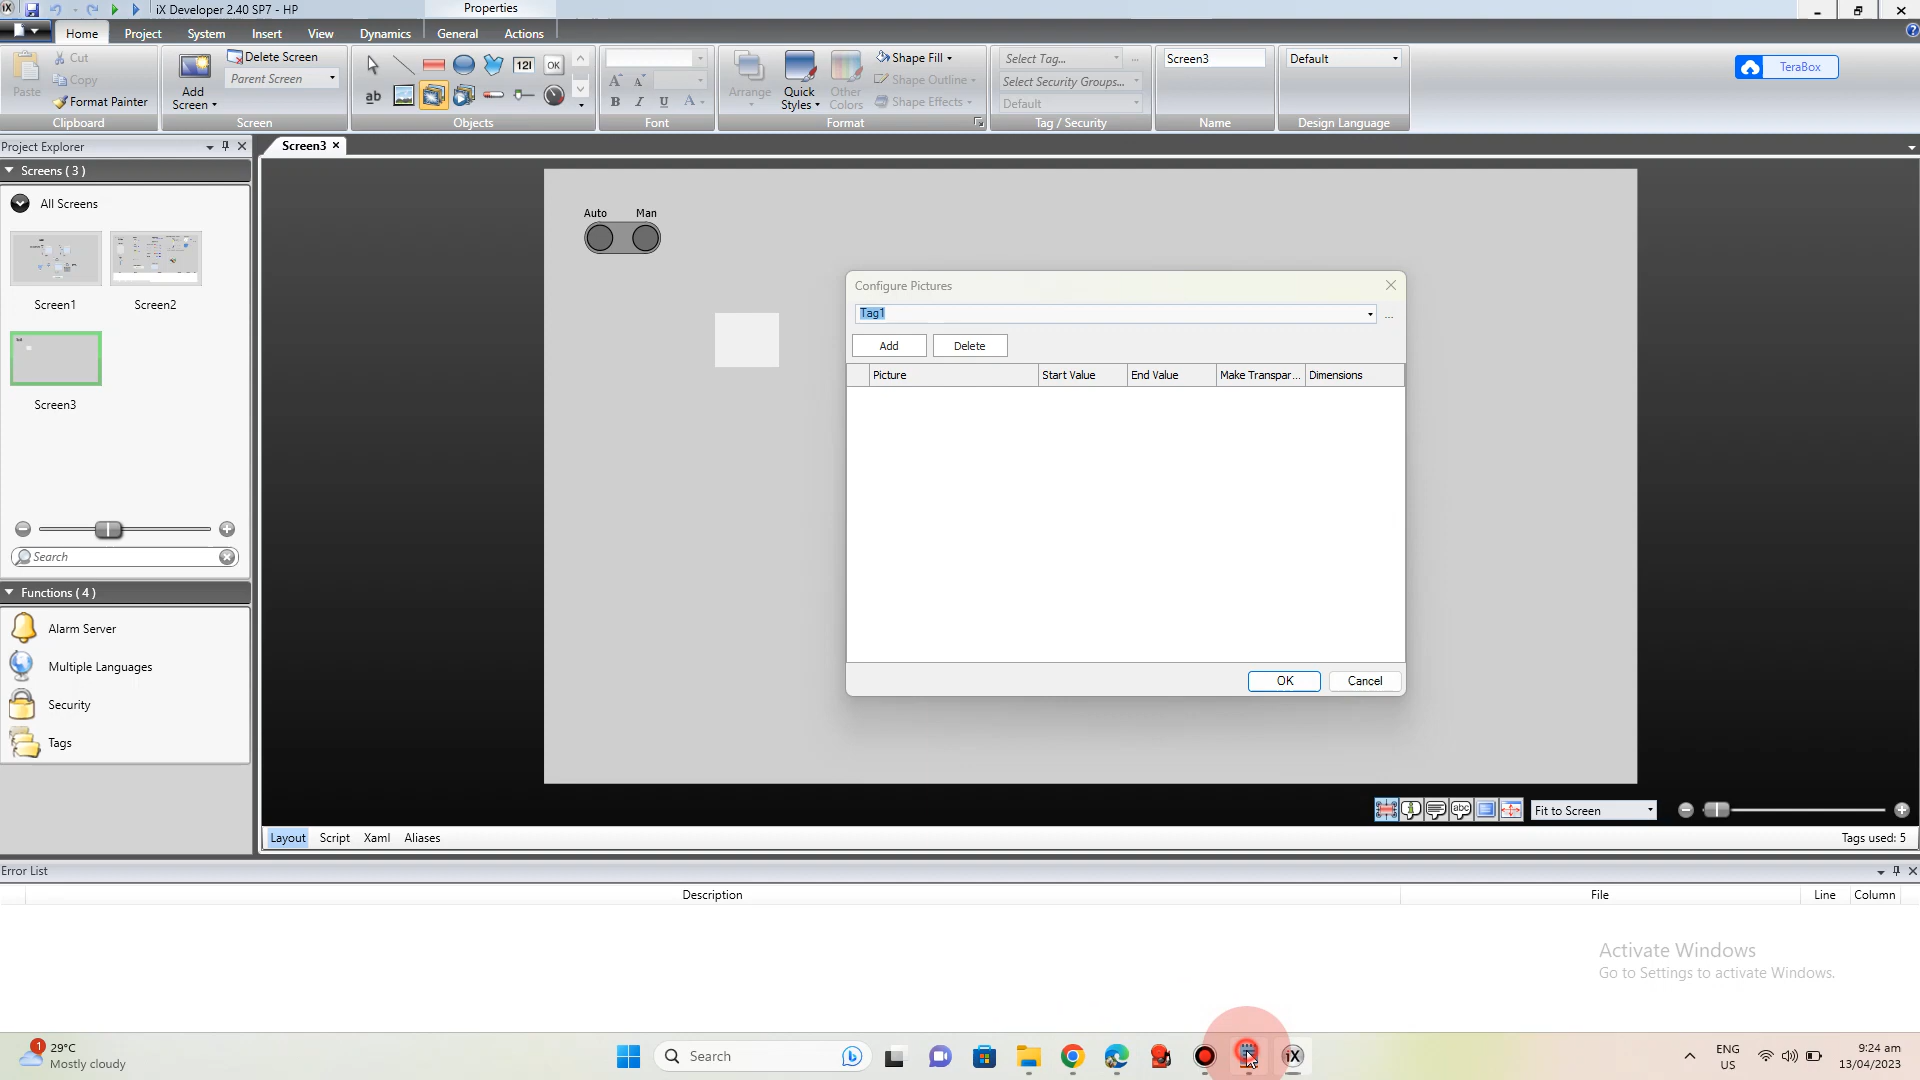 iX Developer 2.40 SP7 - HP
Properties
Home
Project
System
Insert
View
Dynamics
General
Actions
Paste
Cut
Copy
Format Painter
Clipboard
Add
Screen
Delete Screen
Parent Screen
Screen
ab
12
OK
Objects
A A
B I U A
Font
Arrange
Quick
Styles
Other
Colors
Shape Fill
Shape Outline
Shape Effects
Format
Select Tag...
...
Select Security Groups...
Default
Tag / Security
Screen3
Name
Default
Design Language
TeraBox
Project Explorer
Screens ( 3 )
All Screens
Screen1
Screen2
Screen3
Search
Functions ( 4 )
Alarm Server
Multiple Languages
Security
Tags
Screen3
Auto Man
Configure Pictures
Tag1
...
Add
Delete
Picture
Start Value
End Value
Make Transpar...
Dimensions
OK
Cancel
abc
Fit to Screen
Layout
Script
Xaml
Aliases
Tags used: 5
Error List
Description
File
Line
Column
Activate Windows
Go to Settings to activate Windows.
1
29°C
Mostly cloudy
Search
iX
ENG
US
9:24 am
13/04/2023